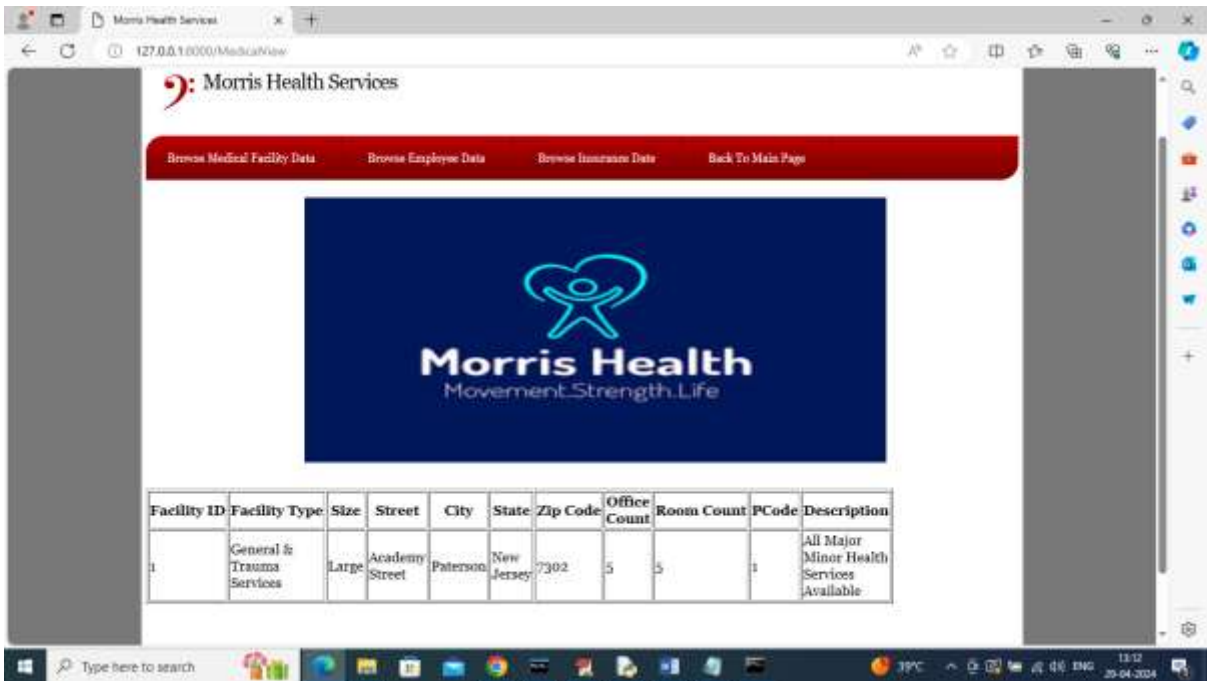 Morris Health Services
127.0.0.1:8000/MedicalView
Morris Health Services
Browse Medical Facility Data Browse Employee Data Browse Insurance Data Back To Main Page
Morris Health
Movement.Strength.Life
Facility ID Facility Type Size Street City State Zip Code Office Count Room Count PCode Description
1 General & Trauma Services Large Academy Street Paterson New Jersey 7302 5 5 1 All Major Minor Health Services Available
Type here to search
39°C
ENG
13:12
20-04-2024